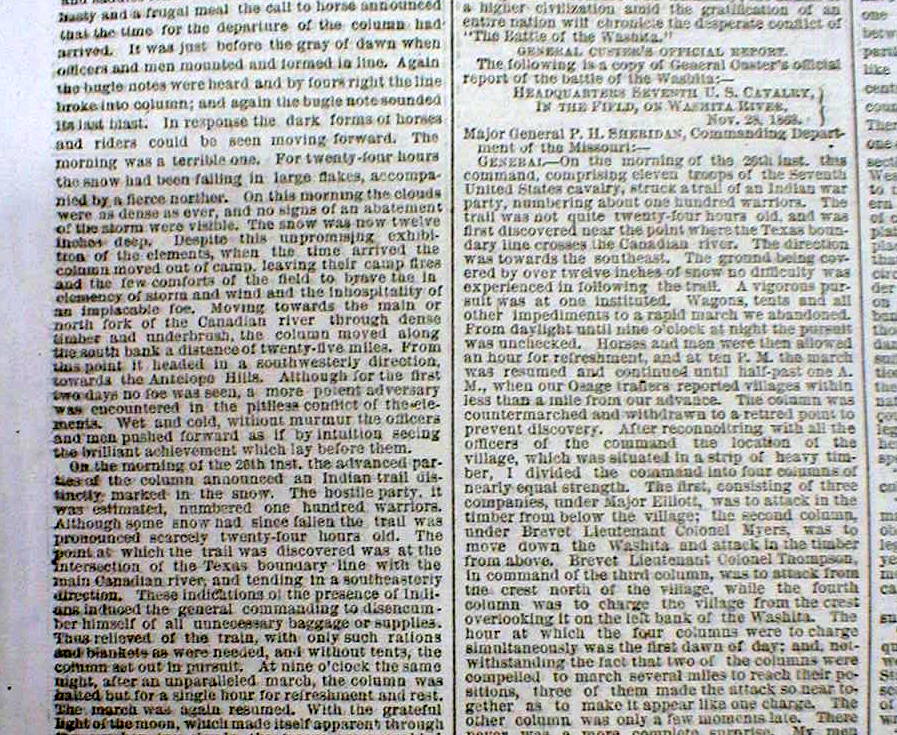 hasty and a frugal meal the call to horse announced
that the time for the departure of the column had
arrived. It was just before the gray of dawn when
officers and men mounted and formed in line. Again
the bugle notes were heard and by fours right the line
broke into column; and again the bugle note sounded
its last blast. In response the dark forms of horses
and riders could be seen moving forward. The
morning was a terrible one. For twenty-four hours
the snow had been falling in large flakes, accompa-
nied by a fierce norther. On this morning the clouds
were as dense as ever, and no signs of an abatement
of the storm were visible. The snow was now twelve
inches deep. Despite this unpromising exhibi-
tion of the elements, when the time arrived the
column moved out of camp, leaving their camp fires
and the few comforts of the field to brave the in
clemency of storm and wind and the inhospitality of
an implacable foe. Moving towards the main or
north fork of the Canadian river through dense
timber and underbrush, the column moved along
the south bank a distance of twenty-five miles. From
this point it headed in a southwesterly direction,
towards the Antelope Hills. Although for the first
two days no foe was seen, a more potent adversary
was encountered in the pitiless conflict of the ele-
ments. Wet and cold, without murmur the officers
and men pushed forward as if by intuition seeing
the brilliant achievement which lay before them.
On the morning of the 26th inst. the advanced par-
ties of the column announced an Indian trail dis-
tinctly marked in the snow. The hostile party, it
was estimated, numbered one hundred warriors.
Although some snow had since fallen the trail was
pronounced scarcely twenty-four hours old. The
point at which the trail was discovered was at the
intersection of the Texas boundary line with the
main Canadian river, and tending in a southeasterly
direction. These indications of the presence of Indi-
ans induced the general commanding to disencum-
ber himself of all unnecessary baggage or supplies.
Thus relieved of the train, with only such rations
and blankets as were needed, and without tents, the
column set out in pursuit. At nine o'clock the same
night, after an unparalleled march, the column was
halted but for a single hour for refreshment and rest.
The march was again resumed. With the grateful
light of the moon, which made itself apparent through
a higher civilization amid the gratification of an
entire nation will chronicle the desperate conflict of
"The Battle of the Washita."
GENERAL CUSTER'S OFFICIAL REPORT.
The following is a copy of General Custer's official
report of the battle of the Washita:—
HEADQUARTERS SEVENTH U. S. CAVALRY,
IN THE FIELD, ON WASHITA RIVER,
Nov. 28, 1868.
Major General P. H. SHERIDAN, Commanding Depart-
ment of the Missouri:—
GENERAL—On the morning of the 26th inst. this
command, comprising eleven troops of the Seventh
United States cavalry, struck a trail of an Indian war
party, numbering about one hundred warriors. The
trail was not quite twenty-four hours old, and was
first discovered near the point where the Texas boun-
dary line crosses the Canadian river. The direction
was towards the southeast. The ground being cov-
ered by over twelve inches of snow no difficulty was
experienced in following the trail. A vigorous pur-
suit was at one instituted. Wagons, tents and all
other impediments to a rapid march we abandoned.
From daylight until nine o'clock at night the pursuit
was unchecked. Horses and men were then allowed
an hour for refreshment, and at ten P. M. the march
was resumed and continued until half-past one A.
M., when our Osage trailers reported villages within
less than a mile from our advance. The column was
countermarched and withdrawn to a retired point to
prevent discovery. After reconnoitring with all the
officers of the command the location of the
village, which was situated in a strip of heavy tim-
ber, I divided the command into four columns of
nearly equal strength. The first, consisting of three
companies, under Major Elliott, was to attack in the
timber from below the village; the second column,
under Brevet Lieutenant Colonel Myers, was to
move down the Washita and attack in the timber
from above. Brevet Lieutenant Colonel Thompson,
in command of the third column, was to attack from
the crest north of the village, while the fourth
column was to charge the village from the crest
overlooking it on the left bank of the Washita. The
hour at which the four columns were to charge
simultaneously was the first dawn of day; and, not-
withstanding the fact that two of the columns were
compelled to march several miles to reach their po-
sitions, three of them made the attack so near to-
gether as to make it appear like one charge. The
other column was only a few moments late. There
never was a more complete surprise. My men